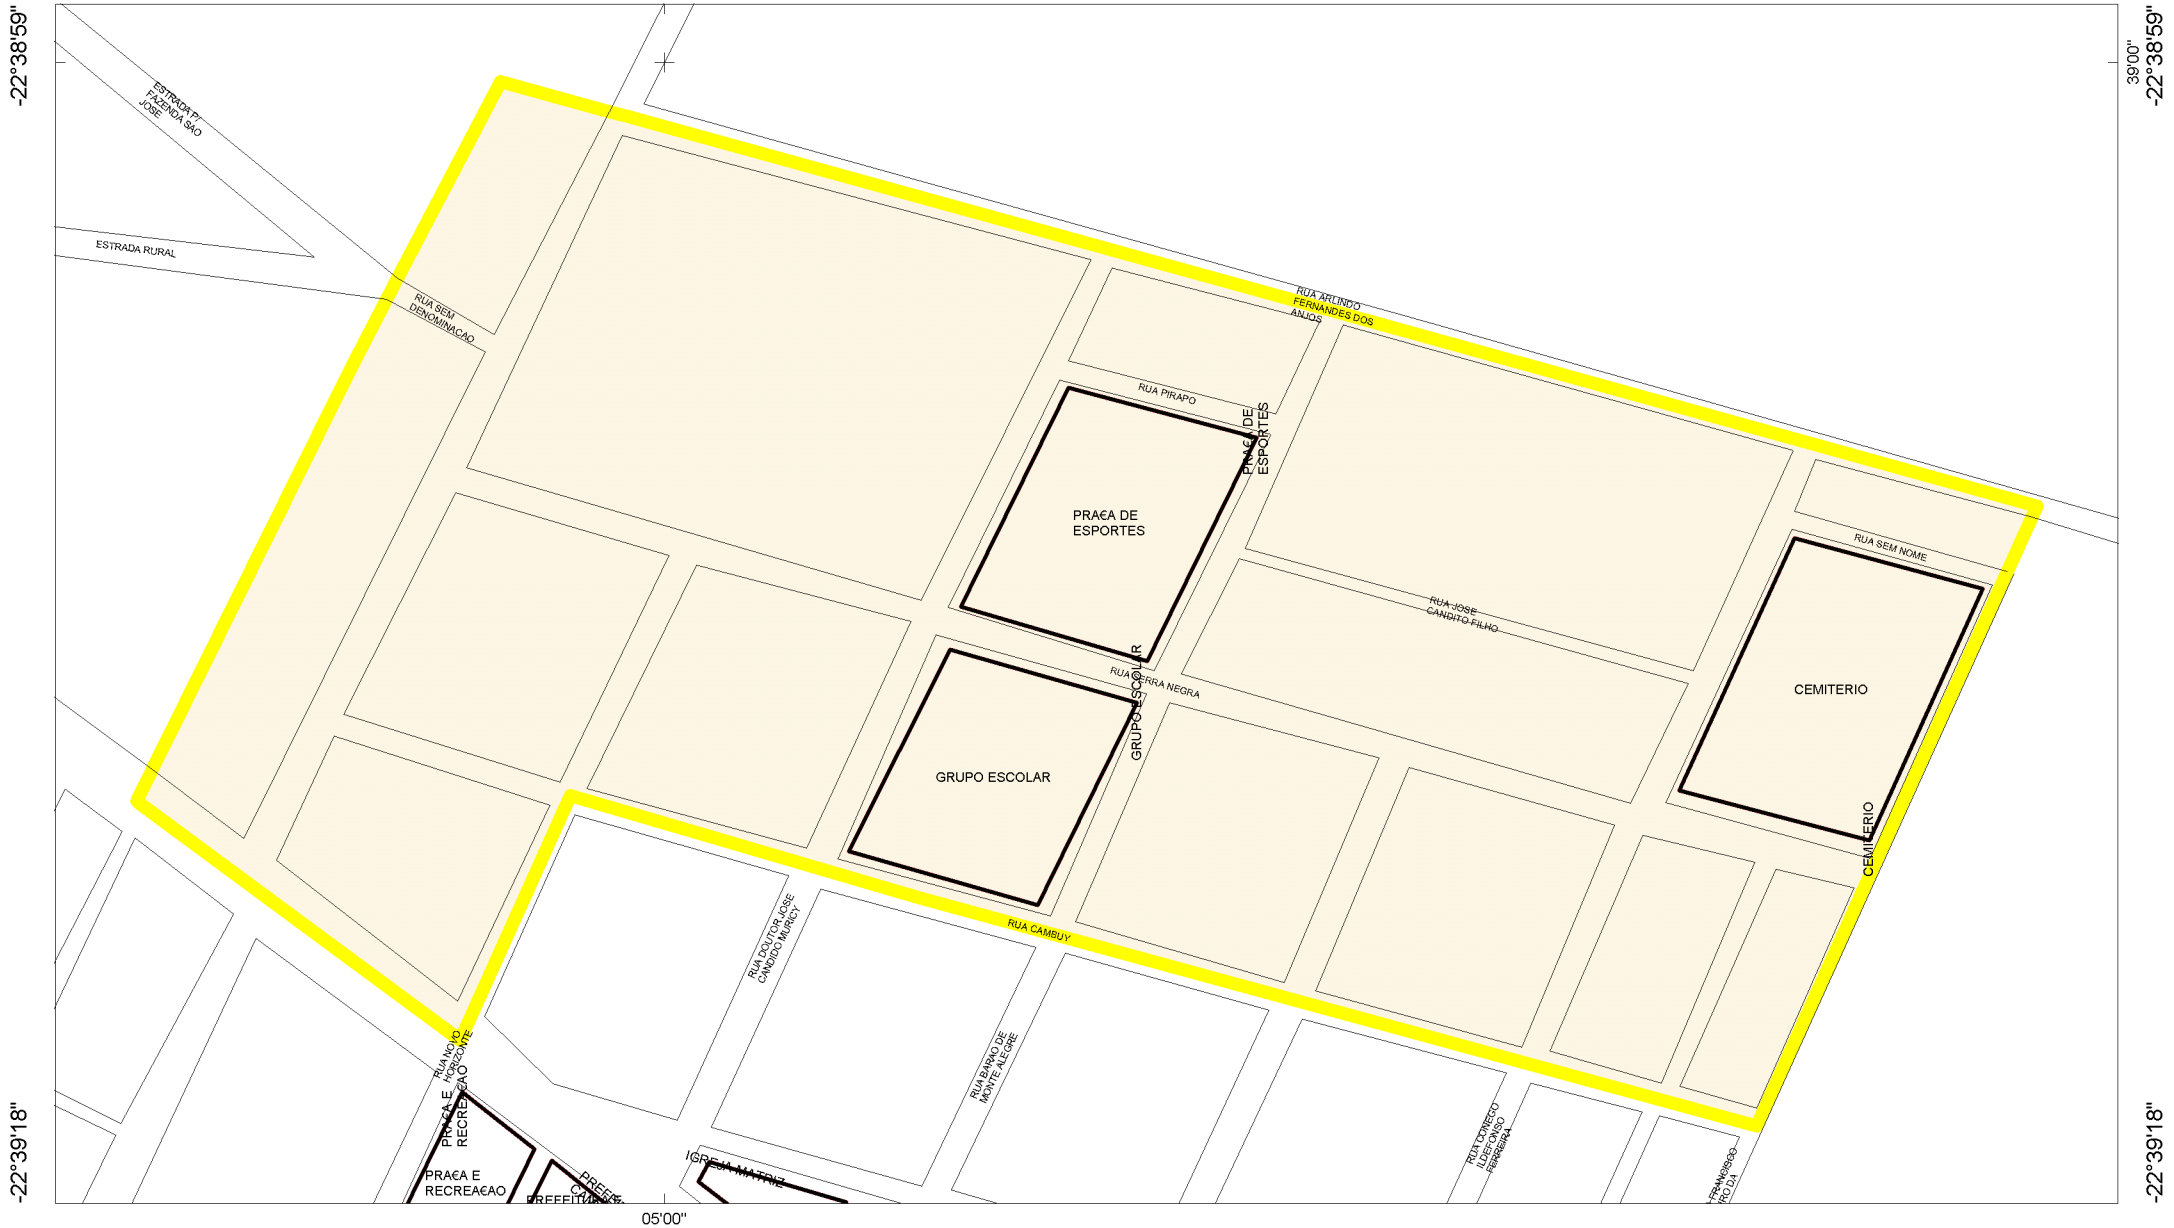 -22°38'59"
-22°38'59"
39'00"
ESTRADA P/
FAZENDA SAO
JOSE
ESTRADA RURAL
RUA SEM
DENOMINACAO
RUA ARLINDO
FERNANDES DOS
ANJOS
RUA PIRAPO
PRA€A DE
ESPORTES
PRA€A DE
ESPORTES
RUA SEM NOME
RUA JOSE
CANDITO FILHO
RUA SERRA NEGRA
GRUPO ESCOLAR
GRUPO ESCOLAR
CEMITERIO
CEMITERIO
RUA CAMBUY
RUA DOUTOR JOSE
CANDIDO MURICY
RUA BARAO DE
MONTE ALEGRE
RUA NOVO
HORIZONTE
PRA€A E
RECREA€AO
PRA€A E
RECREA€AO
IGREJA MATRIZ
RUA CONEGO
ILDEFONSO
FERREIRA
FRANCISCO
-22°39'18"
-22°39'18"
05'00"